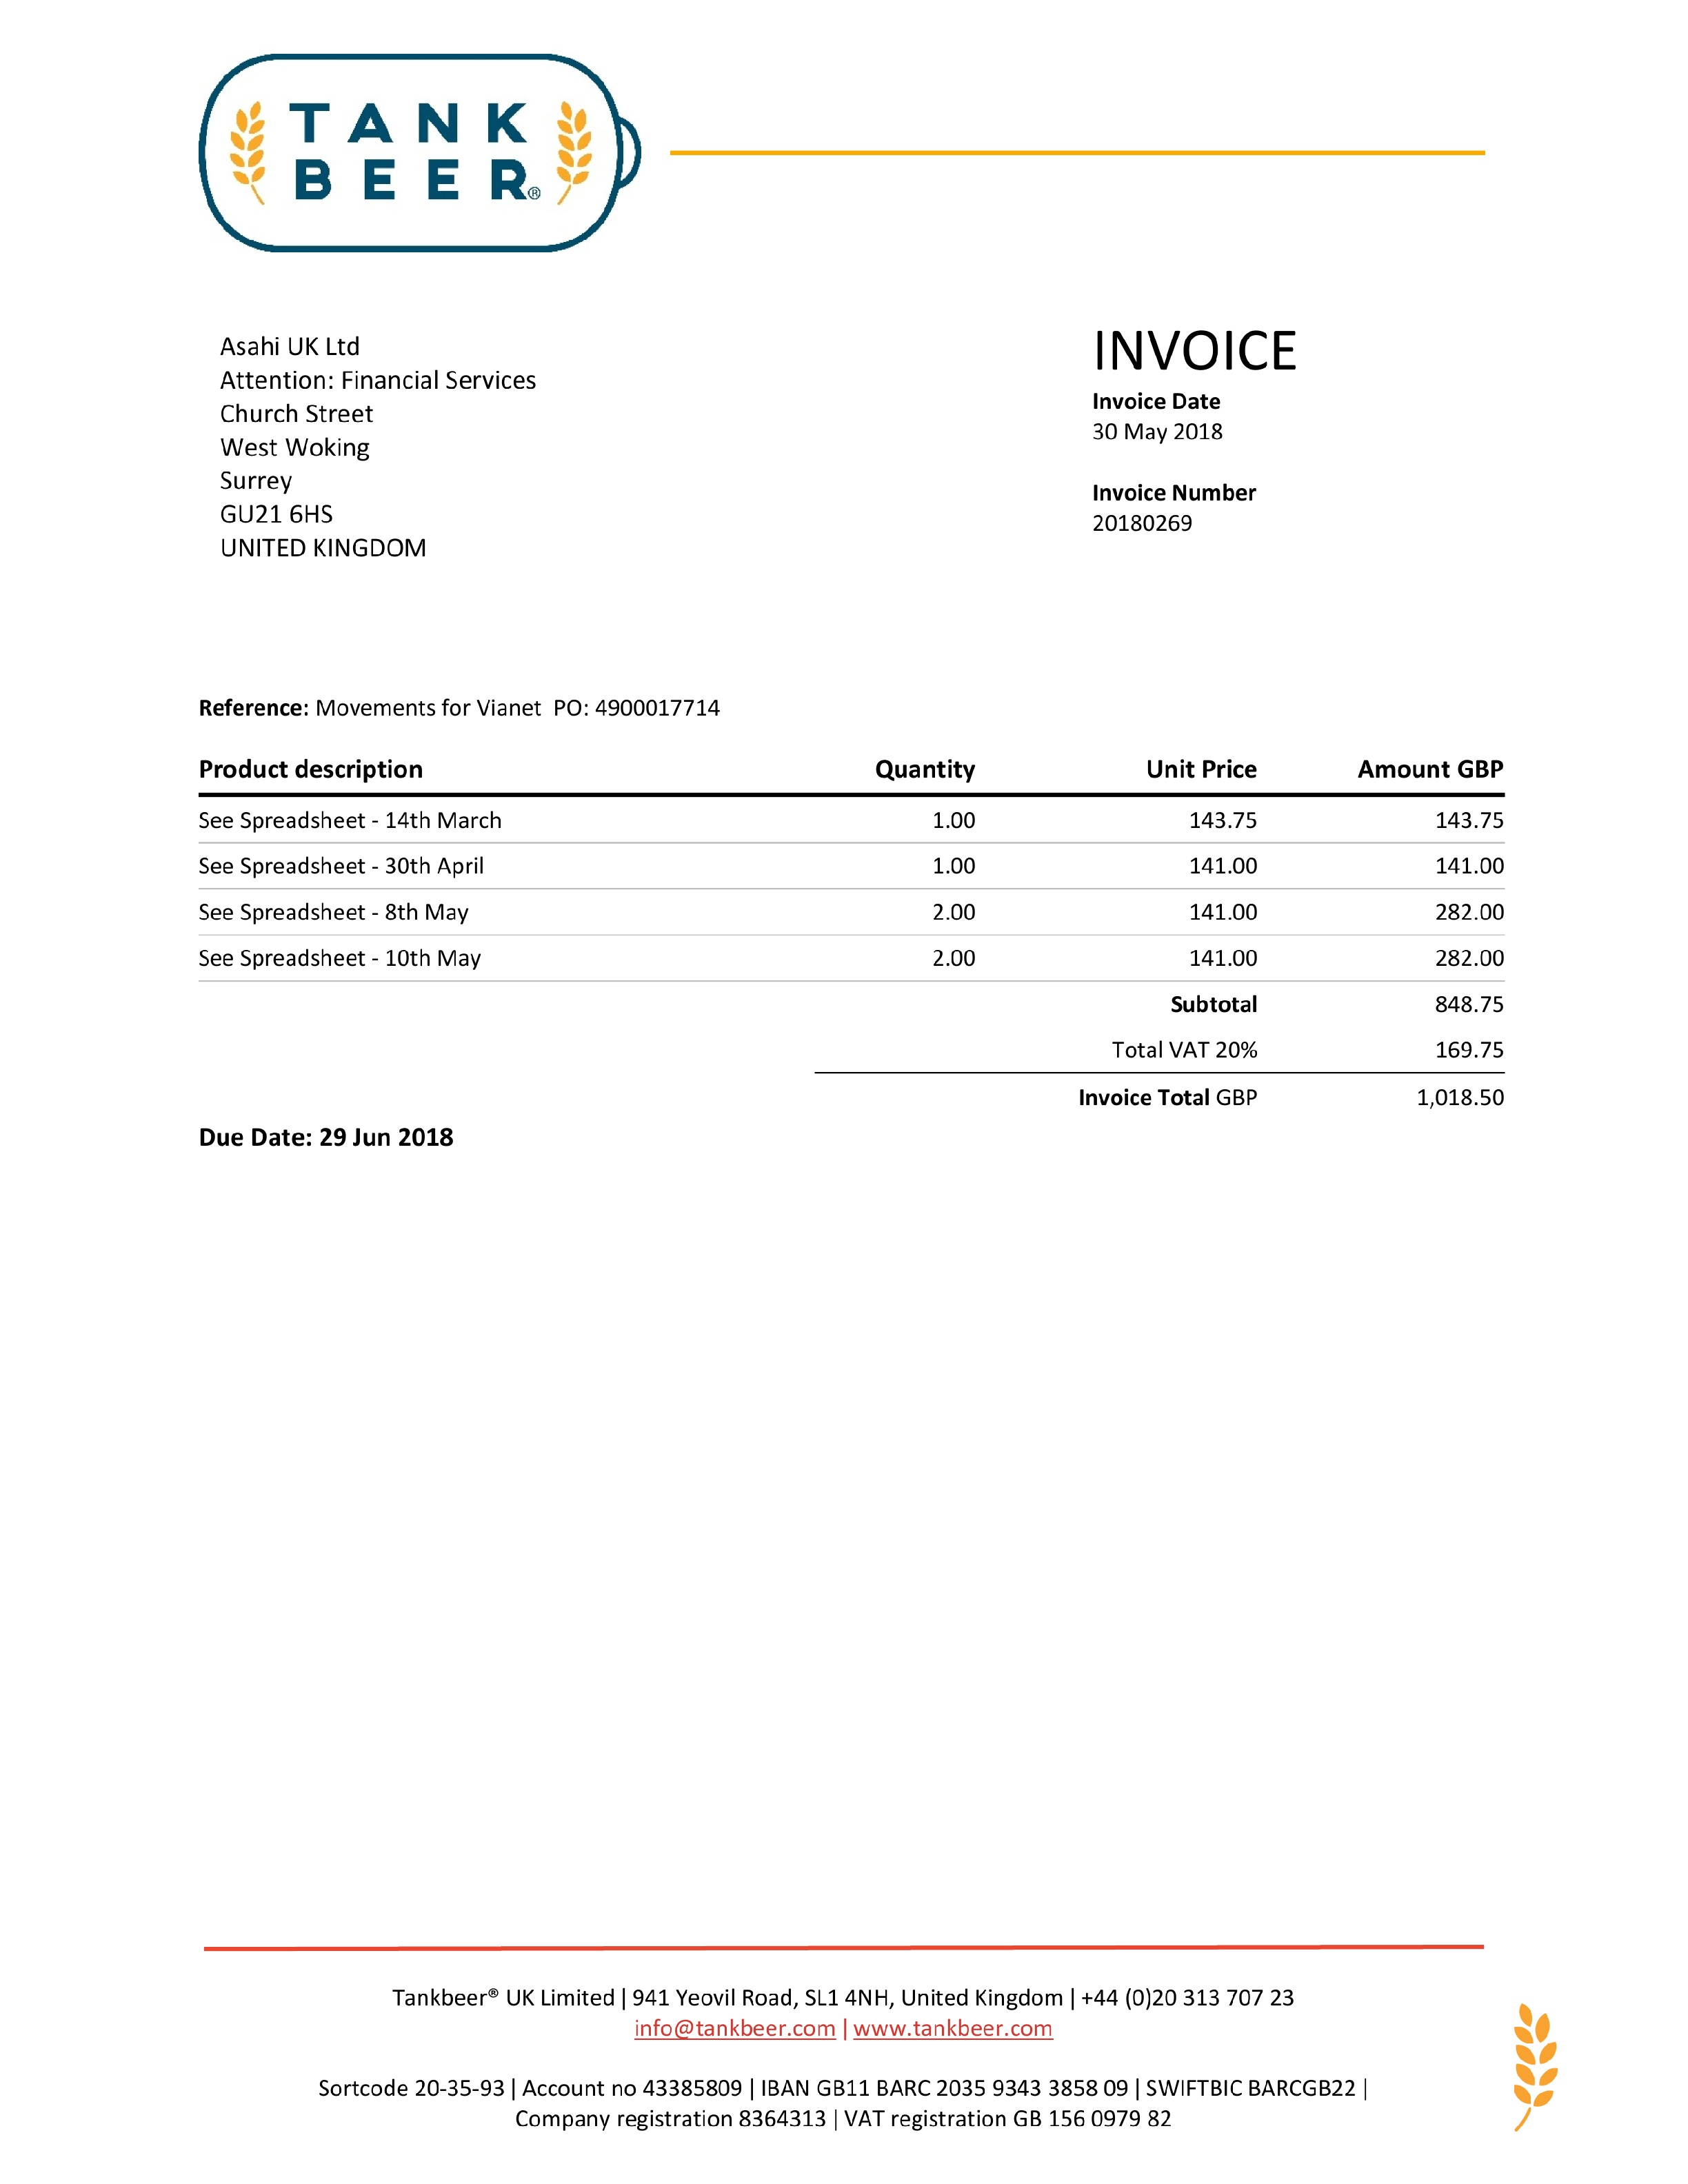 TANK
BEER®
Asahi UK Ltd
Attention: Financial Services
Church Street
West Woking
Surrey
GU21 6HS
UNITED KINGDOM
INVOICE
Invoice Date
30 May 2018
Invoice Number
20180269
Reference: Movements for Vianet  PO: 4900017714
Product description Quantity Unit Price Amount GBP
See Spreadsheet - 14th March 1.00 143.75 143.75
See Spreadsheet - 30th April 1.00 141.00 141.00
See Spreadsheet - 8th May 2.00 141.00 282.00
See Spreadsheet - 10th May 2.00 141.00 282.00
Subtotal 848.75
Total VAT 20% 169.75
Invoice Total GBP 1,018.50
Due Date: 29 Jun 2018
Tankbeer® UK Limited | 941 Yeovil Road, SL1 4NH, United Kingdom | +44 (0)20 313 707 23
info@tankbeer.com | www.tankbeer.com
Sortcode 20-35-93 | Account no 43385809 | IBAN GB11 BARC 2035 9343 3858 09 | SWIFTBIC BARCGB22 |
Company registration 8364313 | VAT registration GB 156 0979 82